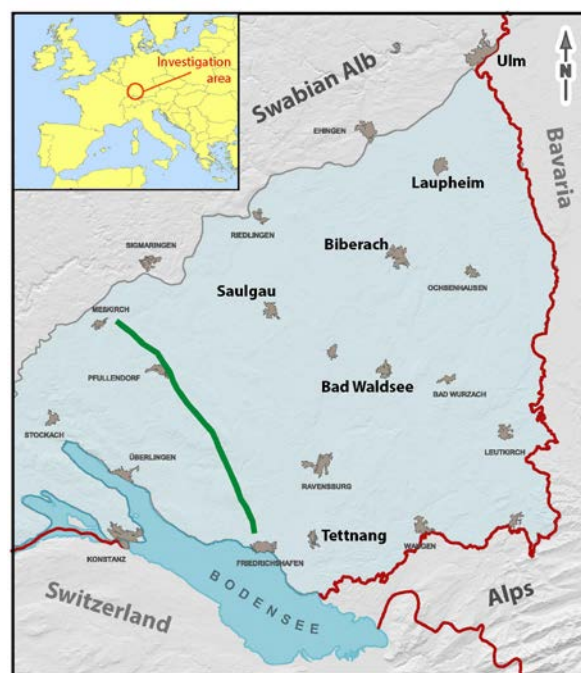 Investigation
area
Swabian Alb
Ulm
N
EHINGEN
Bavaria
Laupheim
RIEDLINGEN
Biberach
SIGMARINGEN
OCHSENHAUSEN
Saulgau
MEßKIRCH
PFULLENDORF
Bad Waldsee
BAD WURZACH
STOCKACH
LEUTKIRCH
ÜBERLINGEN
RAVENSBURG
Tettnang
WANGEN
KONSTANZ
FRIEDRICHSHAFEN
BODENSEE
Switzerland
Alps